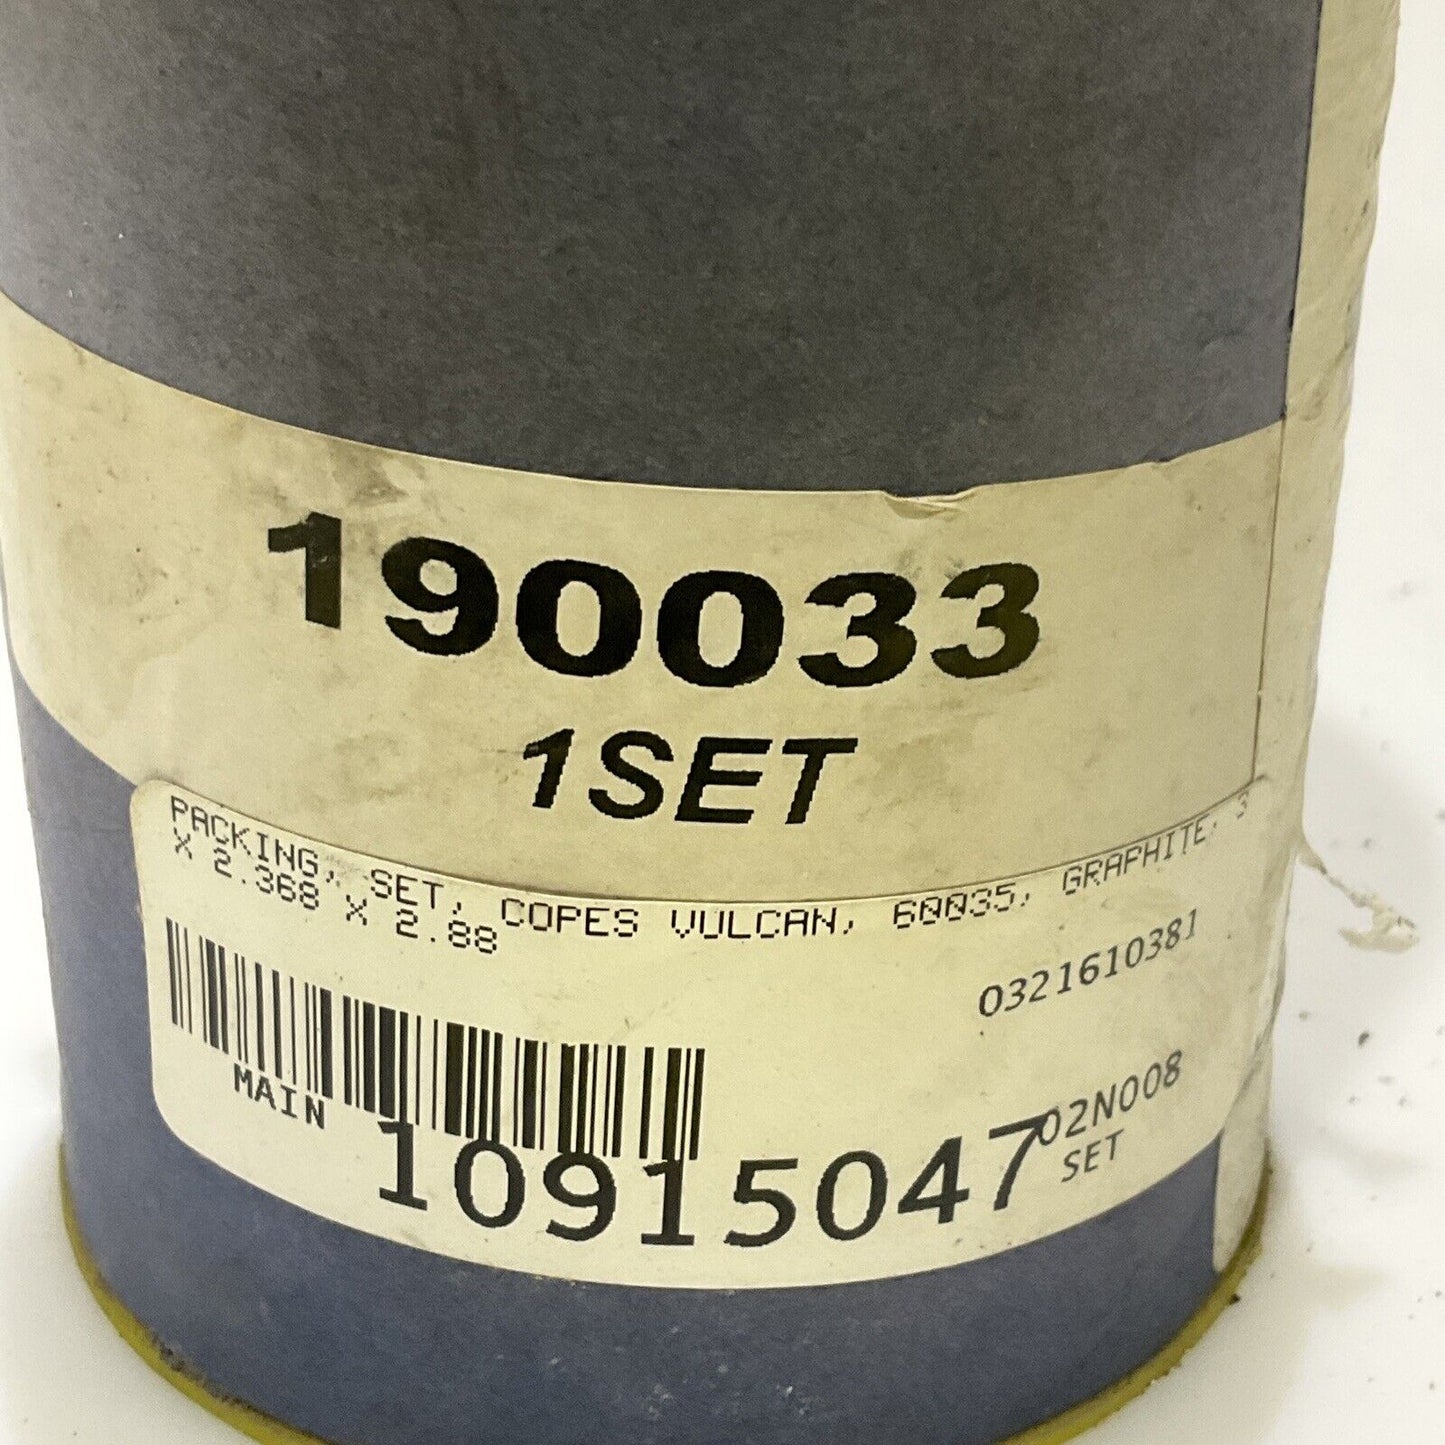 190033
1SET
PACKING, SET, COPES VULCAN, 60035, GRAPHITE, 3
X 2.368 X 2.88
0321610381
MAIN
02N008
10915047
SET